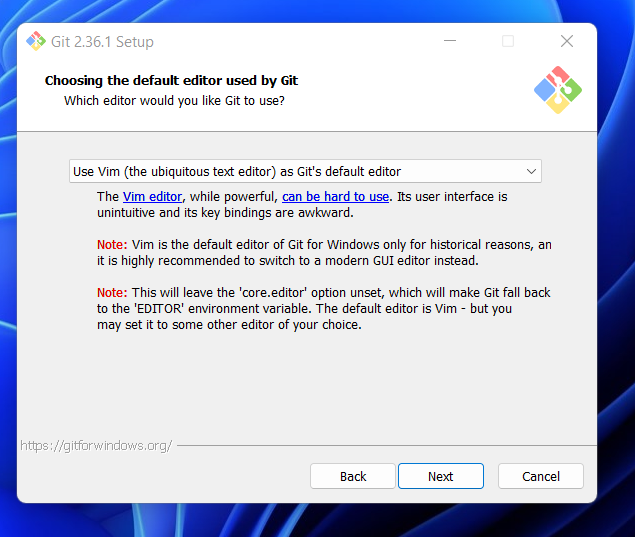 Git 2.36.1 Setup
Choosing the default editor used by Git
Which editor would you like Git to use?
Use Vim (the ubiquitous text editor) as Git's default editor
The Vim editor, while powerful, can be hard to use. Its user interface is
unintuitive and its key bindings are awkward.
Note: Vim is the default editor of Git for Windows only for historical reasons, an
it is highly recommended to switch to a modern GUI editor instead.
Note: This will leave the 'core.editor' option unset, which will make Git fall back
to the 'EDITOR' environment variable. The default editor is Vim - but you
may set it to some other editor of your choice.
https://gitforwindows.org/
Back Next Cancel